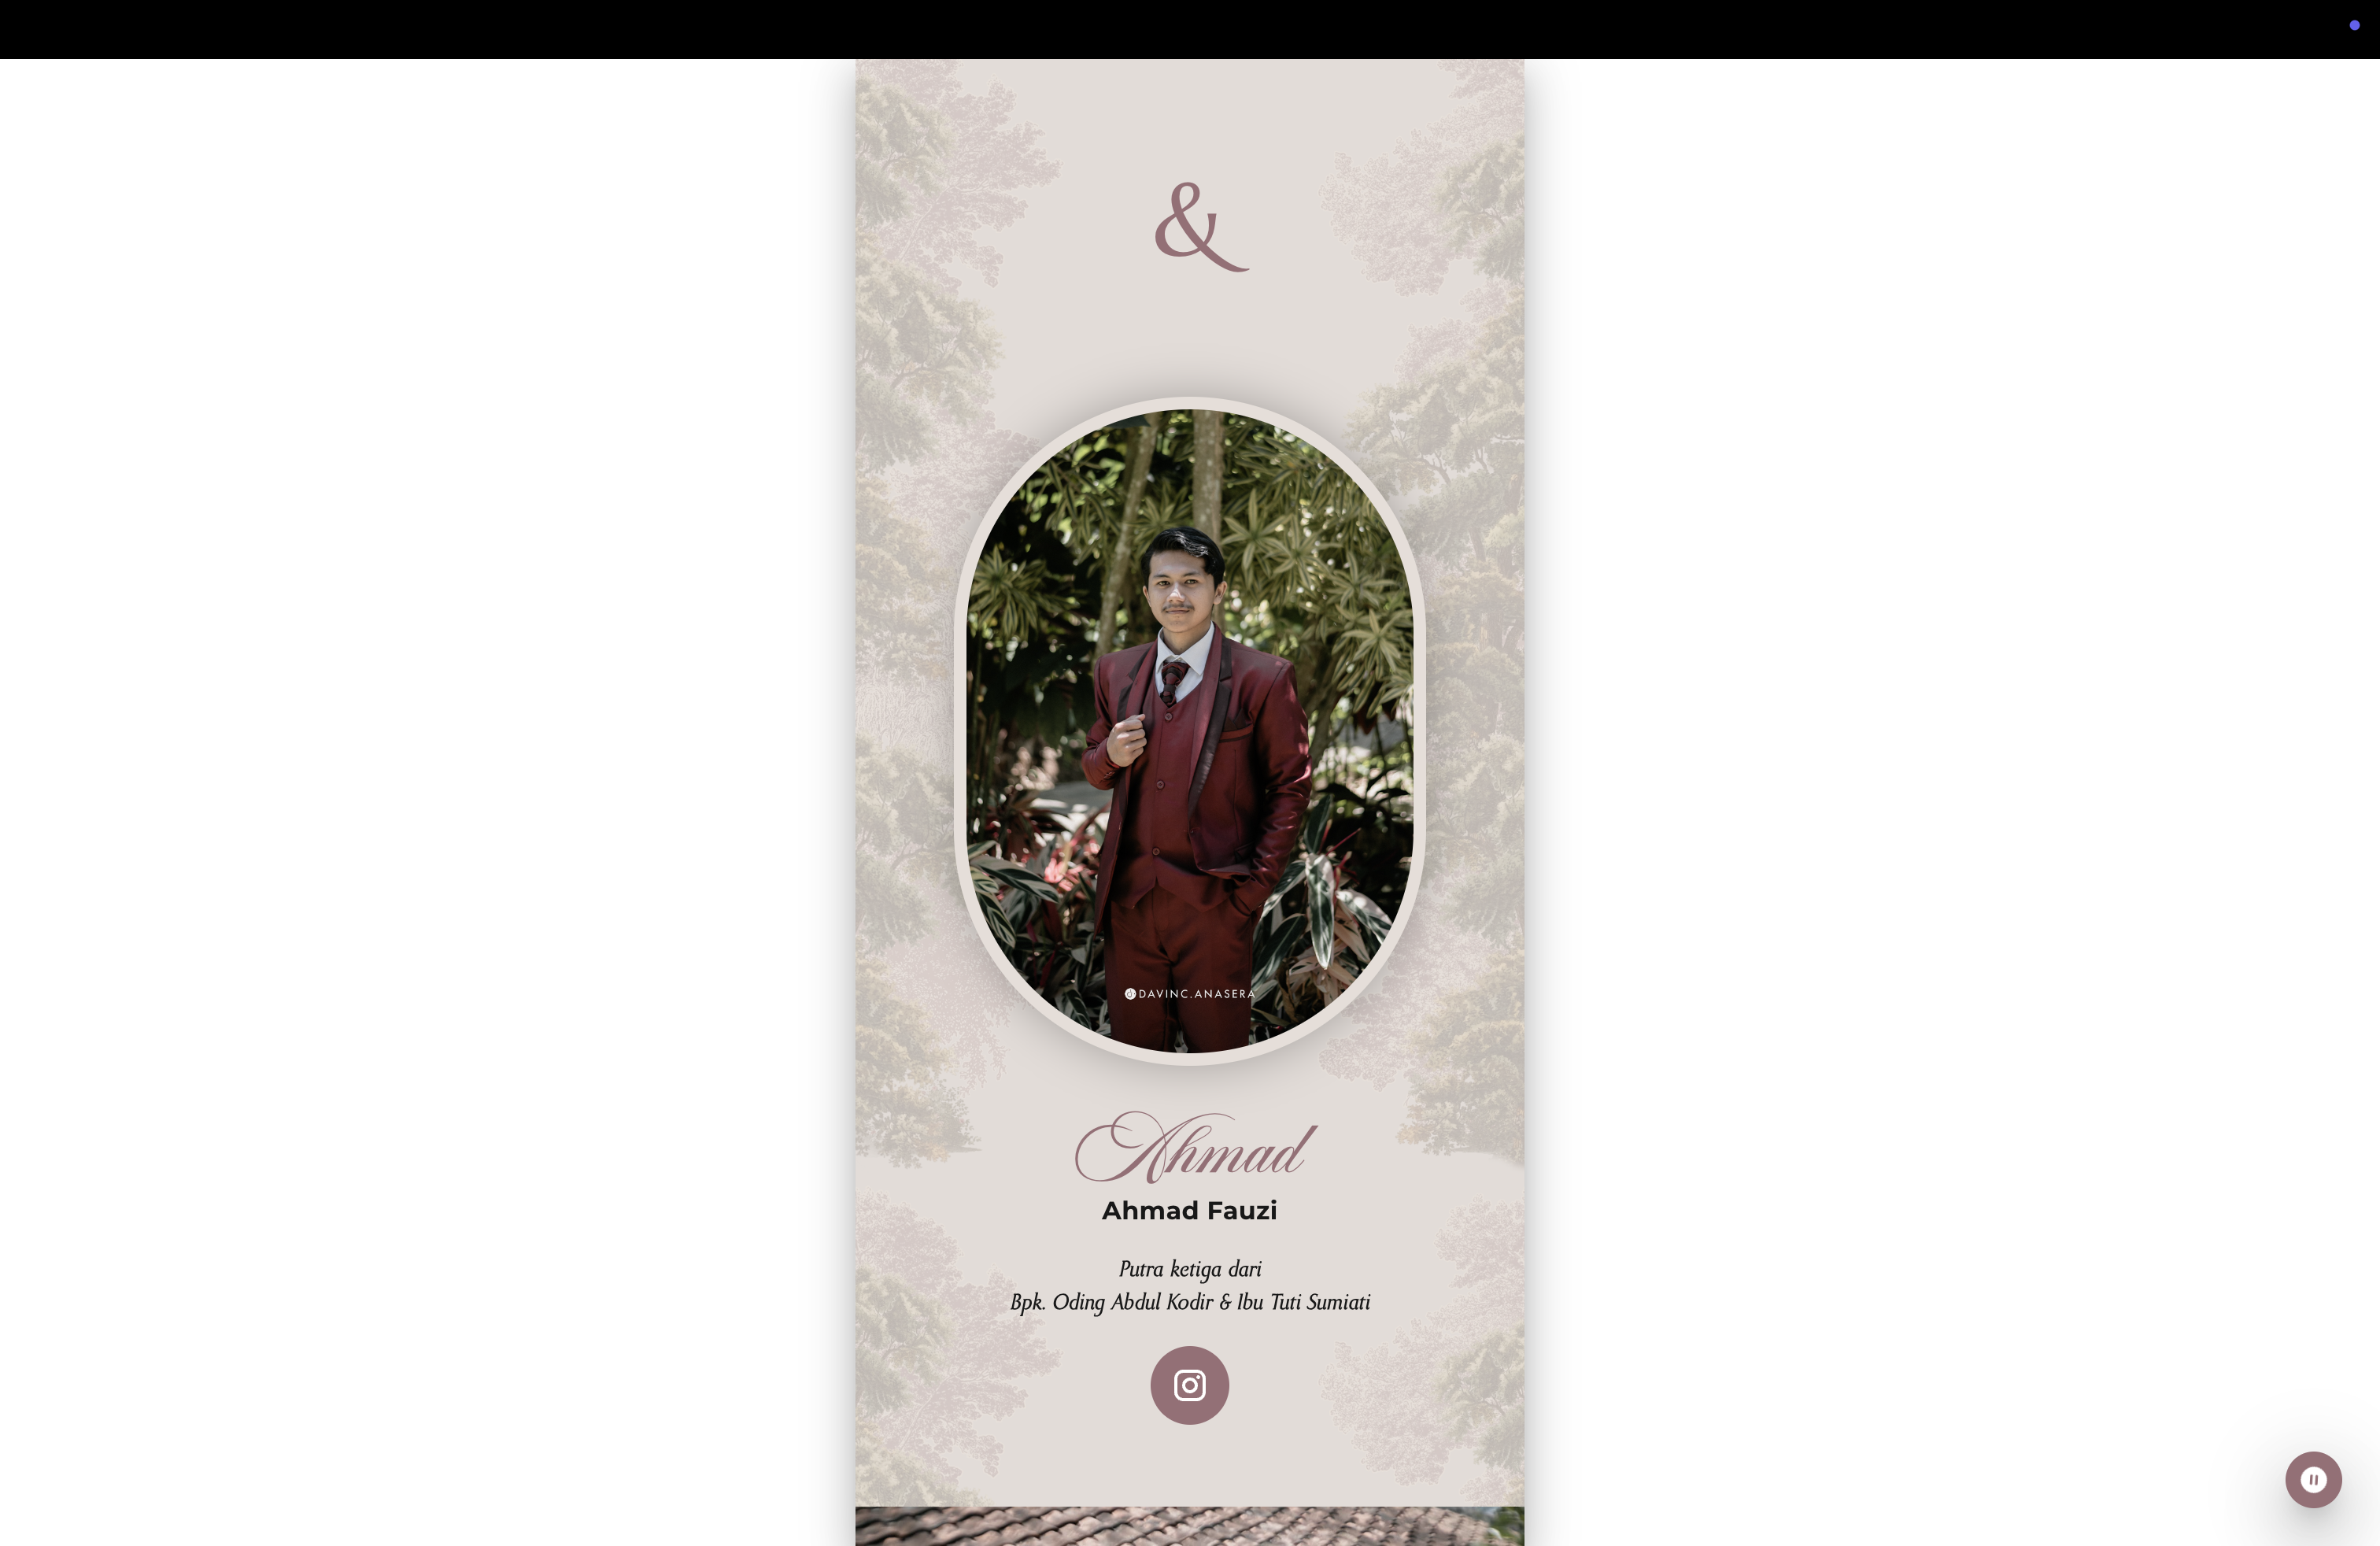 &
DAVINC.ANASERA
Ahmad
Ahmad Fauzi
Putra ketiga dari
Bpk. Oding Abdul Kodir & Ibu Tuti Sumiati